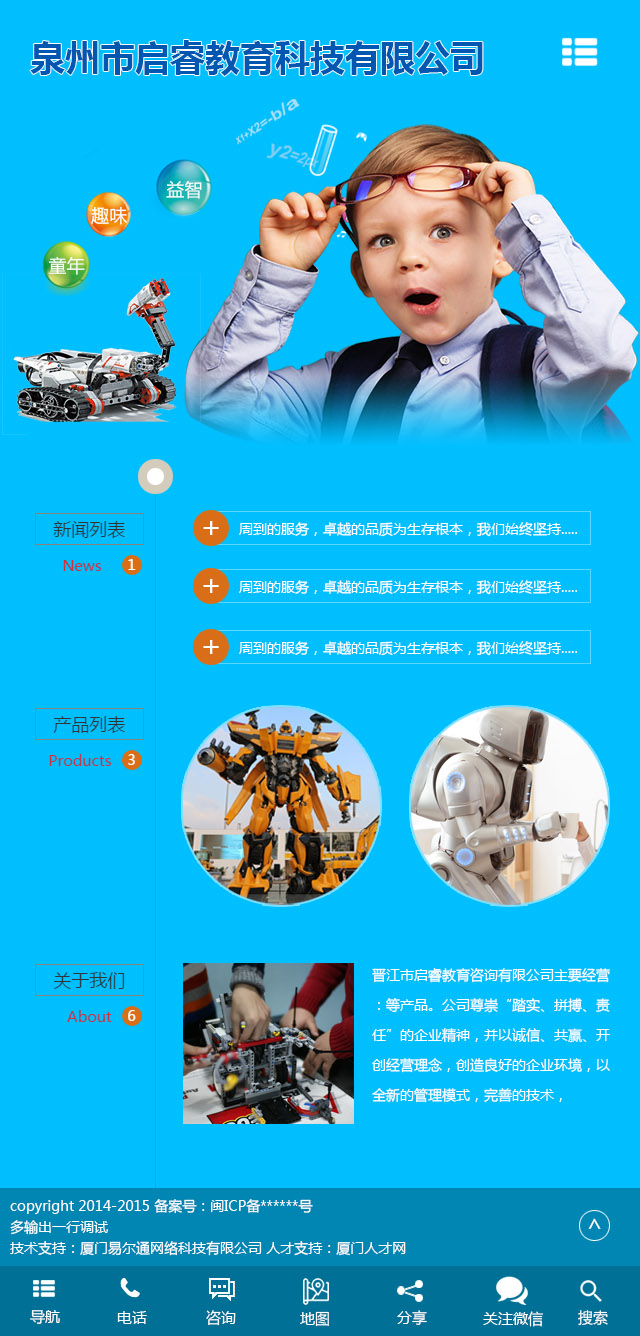 泉州市启睿教育科技有限公司
x1+X2=-b/a
y2=2px
益智
趣味
童年
新闻列表
News 1
周到的服务，卓越的品质为生存根本，我们始终坚持.....
周到的服务，卓越的品质为生存根本，我们始终坚持.....
周到的服务，卓越的品质为生存根本，我们始终坚持.....
产品列表
Products 3
关于我们
About 6
晋江市启睿教育咨询有限公司主要经营
：等产品。公司尊崇“踏实、拼搏、责
任”的企业精神，并以诚信、共赢、开
创经营理念，创造良好的企业环境，以
全新的管理模式，完善的技术，
copyright 2014-2015 备案号：闽ICP备******号
多输出一行调试
技术支持：厦门易尔通网络科技有限公司 人才支持：厦门人才网
导航 电话 咨询 地图 分享 关注微信 搜索